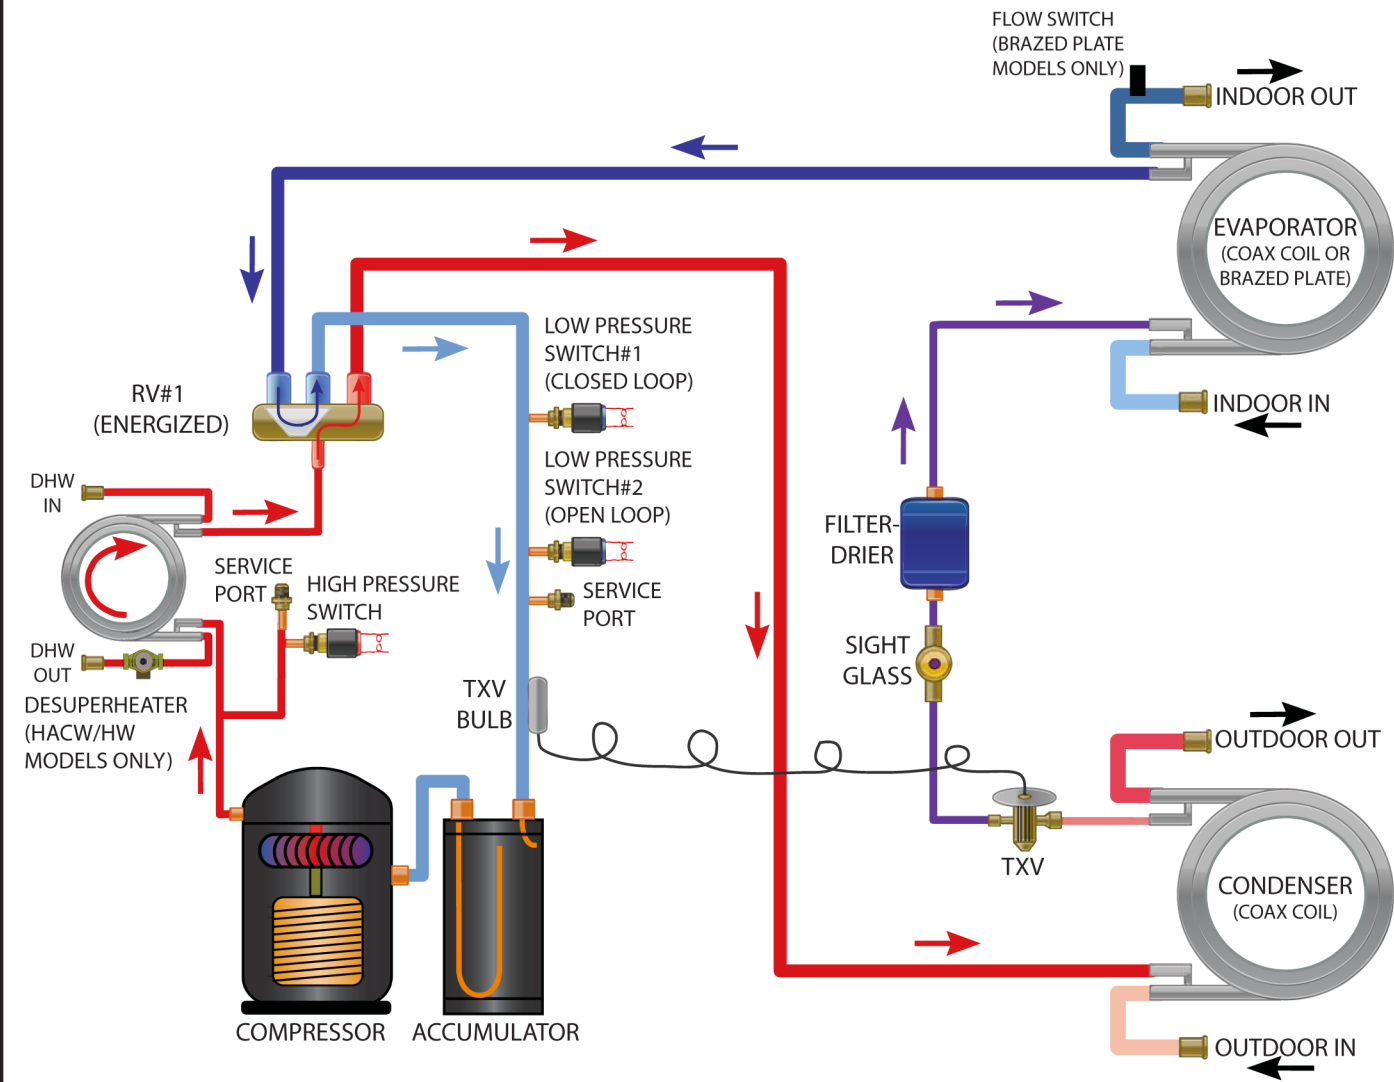 FLOW SWITCH
(BRAZED PLATE
MODELS ONLY)
INDOOR OUT
EVAPORATOR
(COAX COIL OR
BRAZED PLATE)
INDOOR IN
LOW PRESSURE
SWITCH#1
(CLOSED LOOP)
RV#1
(ENERGIZED)
LOW PRESSURE
SWITCH#2
(OPEN LOOP)
DHW
IN
FILTER-
DRIER
SERVICE
PORT
HIGH PRESSURE
SWITCH
SERVICE
PORT
DHW
OUT
SIGHT
GLASS
DESUPERHEATER
(HACW/HW
MODELS ONLY)
TXV
BULB
OUTDOOR OUT
TXV
CONDENSER
(COAX COIL)
COMPRESSOR
ACCUMULATOR
OUTDOOR IN